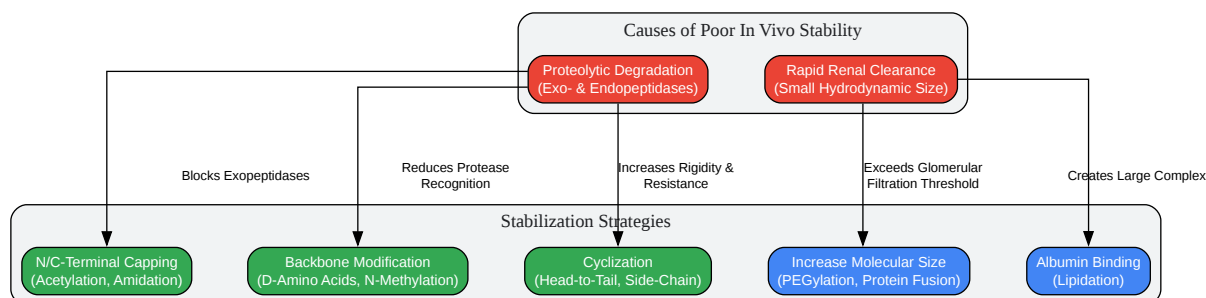 Causes of Poor In Vivo Stability
Proteolytic Degradation
(Exo- & Endopeptidases)
Rapid Renal Clearance
(Small Hydrodynamic Size)
Blocks Exopeptidases
Reduces Protease
Recognition
Increases Rigidity &
Resistance
Exceeds Glomerular
Filtration Threshold
Creates Large Complex
Stabilization Strategies
N/C-Terminal Capping
(Acetylation, Amidation)
Backbone Modification
(D-Amino Acids, N-Methylation)
Cyclization
(Head-to-Tail, Side-Chain)
Increase Molecular Size
(PEGylation, Protein Fusion)
Albumin Binding
(Lipidation)